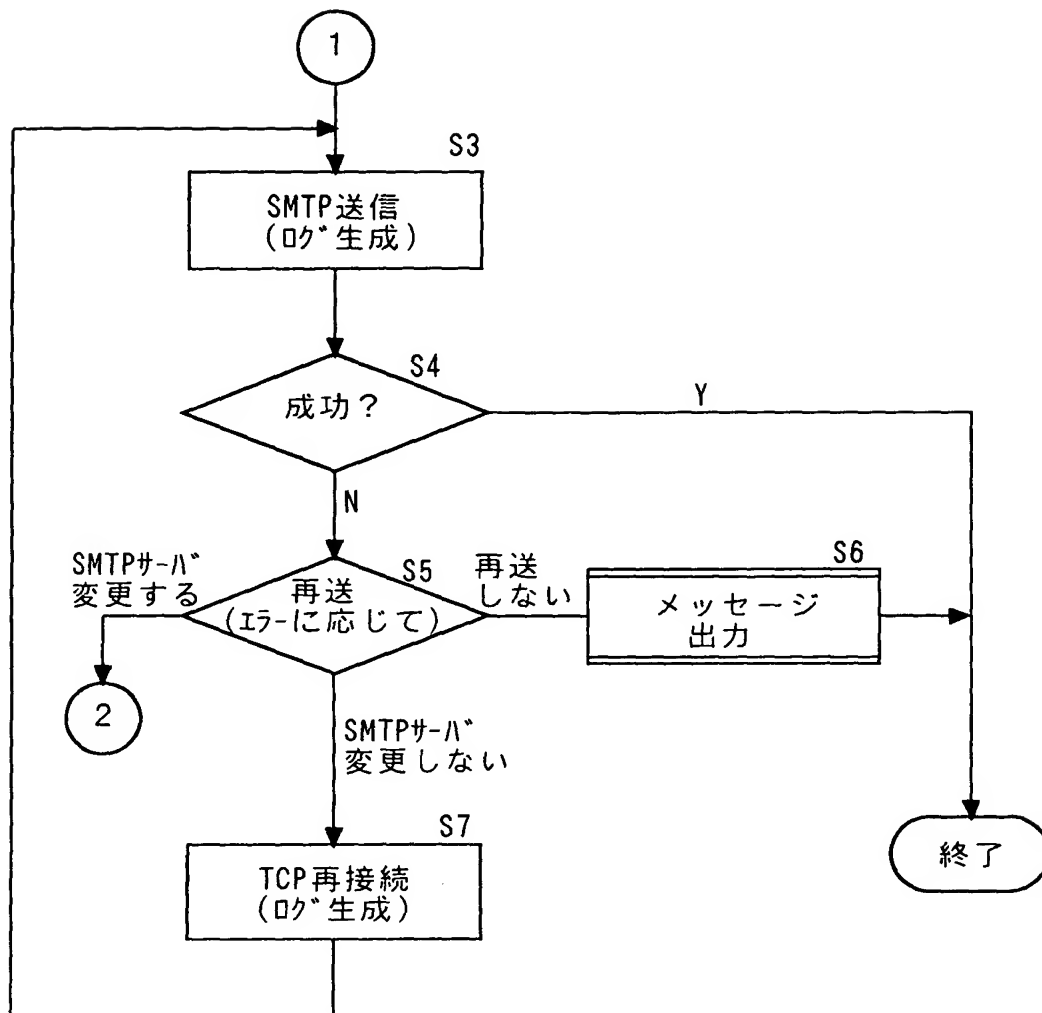 1
S3
SMTP送信
(ﾛｸﾞ生成)
S4
成功?
Y
N
SMTPｻｰﾊﾞ
変更する
S5
再送
(ｴﾗｰに応じて)
再送
しない
S6
メッセージ
出力
2
SMTPｻｰﾊﾞ
変更しない
S7
TCP再接続
(ﾛｸﾞ生成)
終了